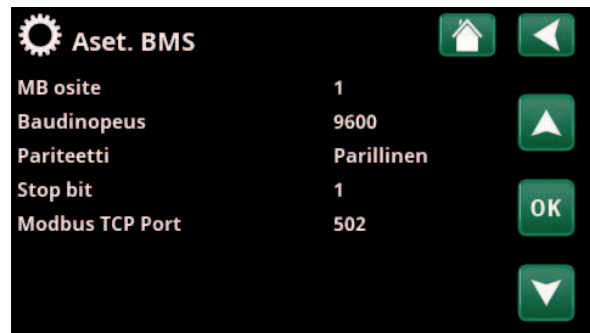 Aset. BMS
MB osite 1
Baudinopeus 9600
Pariteetti Parillinen
Stop bit 1
Modbus TCP Port 502
OK